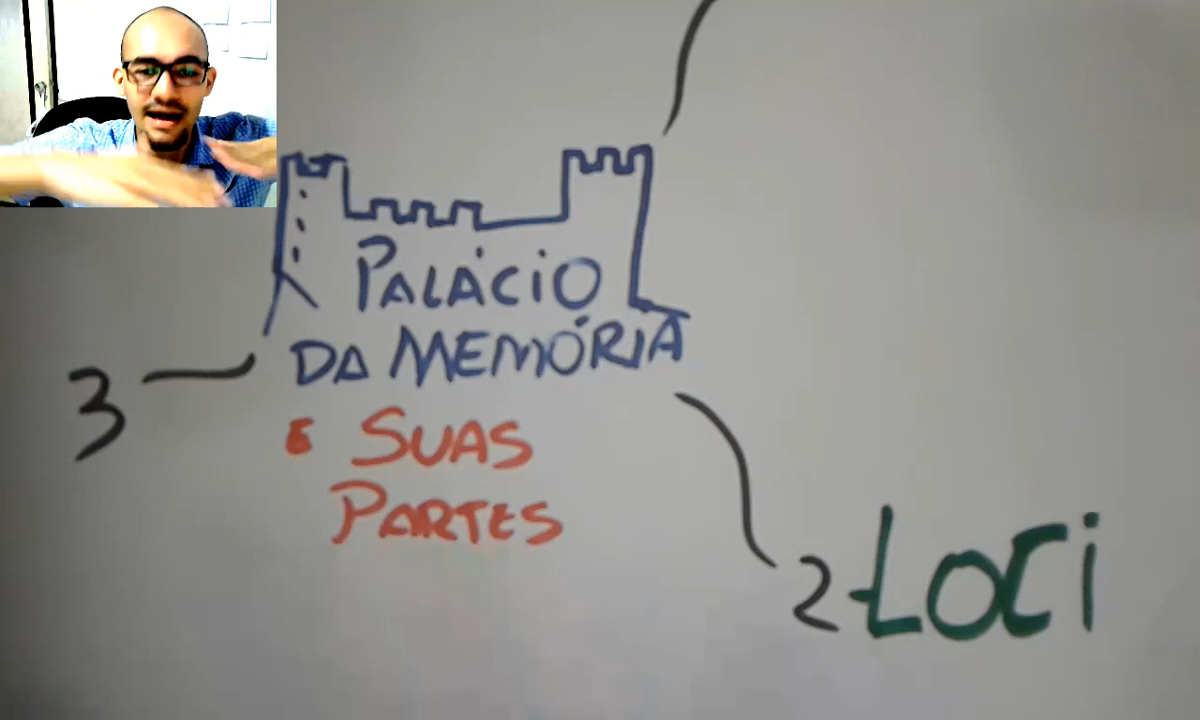 PALÁCIO
DA MEMÓRIA
E SUAS
PARTES
3
2-LOCI